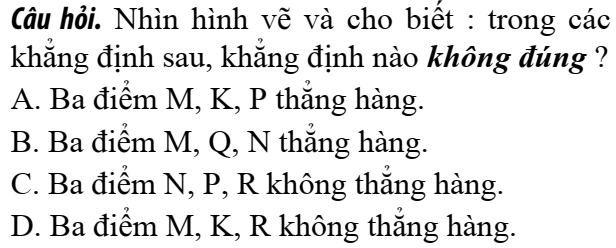 Câu hỏi. Nhìn hình vẽ và cho biết : trong các
khẳng định sau, khẳng định nào không đúng ?
A. Ba điểm M, K, P thẳng hàng.
B. Ba điểm M, Q, N thẳng hàng.
C. Ba điểm N, P, R không thẳng hàng.
D. Ba điểm M, K, R không thẳng hàng.